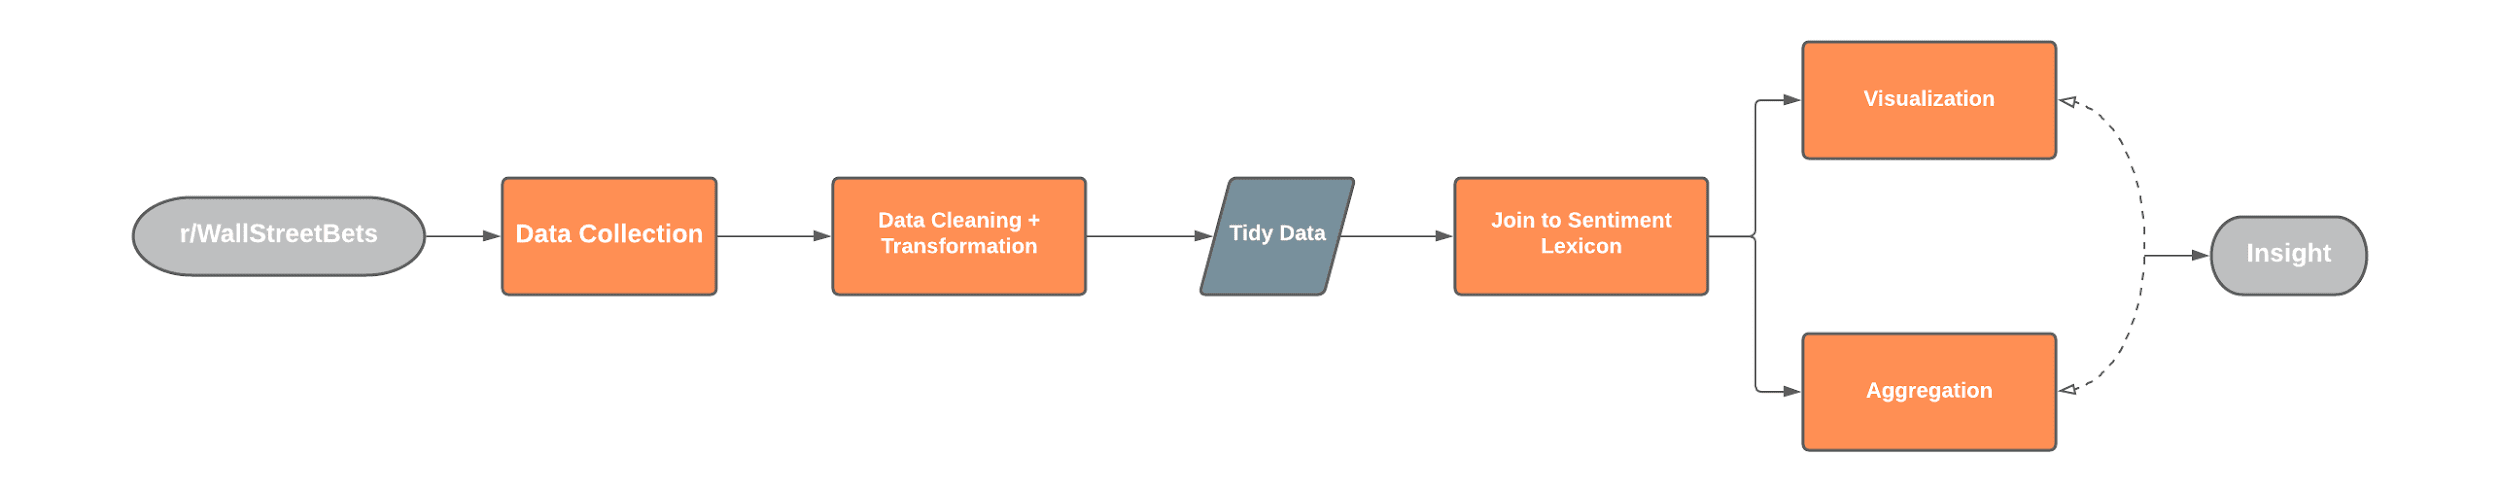 r/WallStreetBets
Data Collection
Data Cleaning +
Transformation
Tidy Data
Join to Sentiment
Lexicon
Visualization
Aggregation
Insight